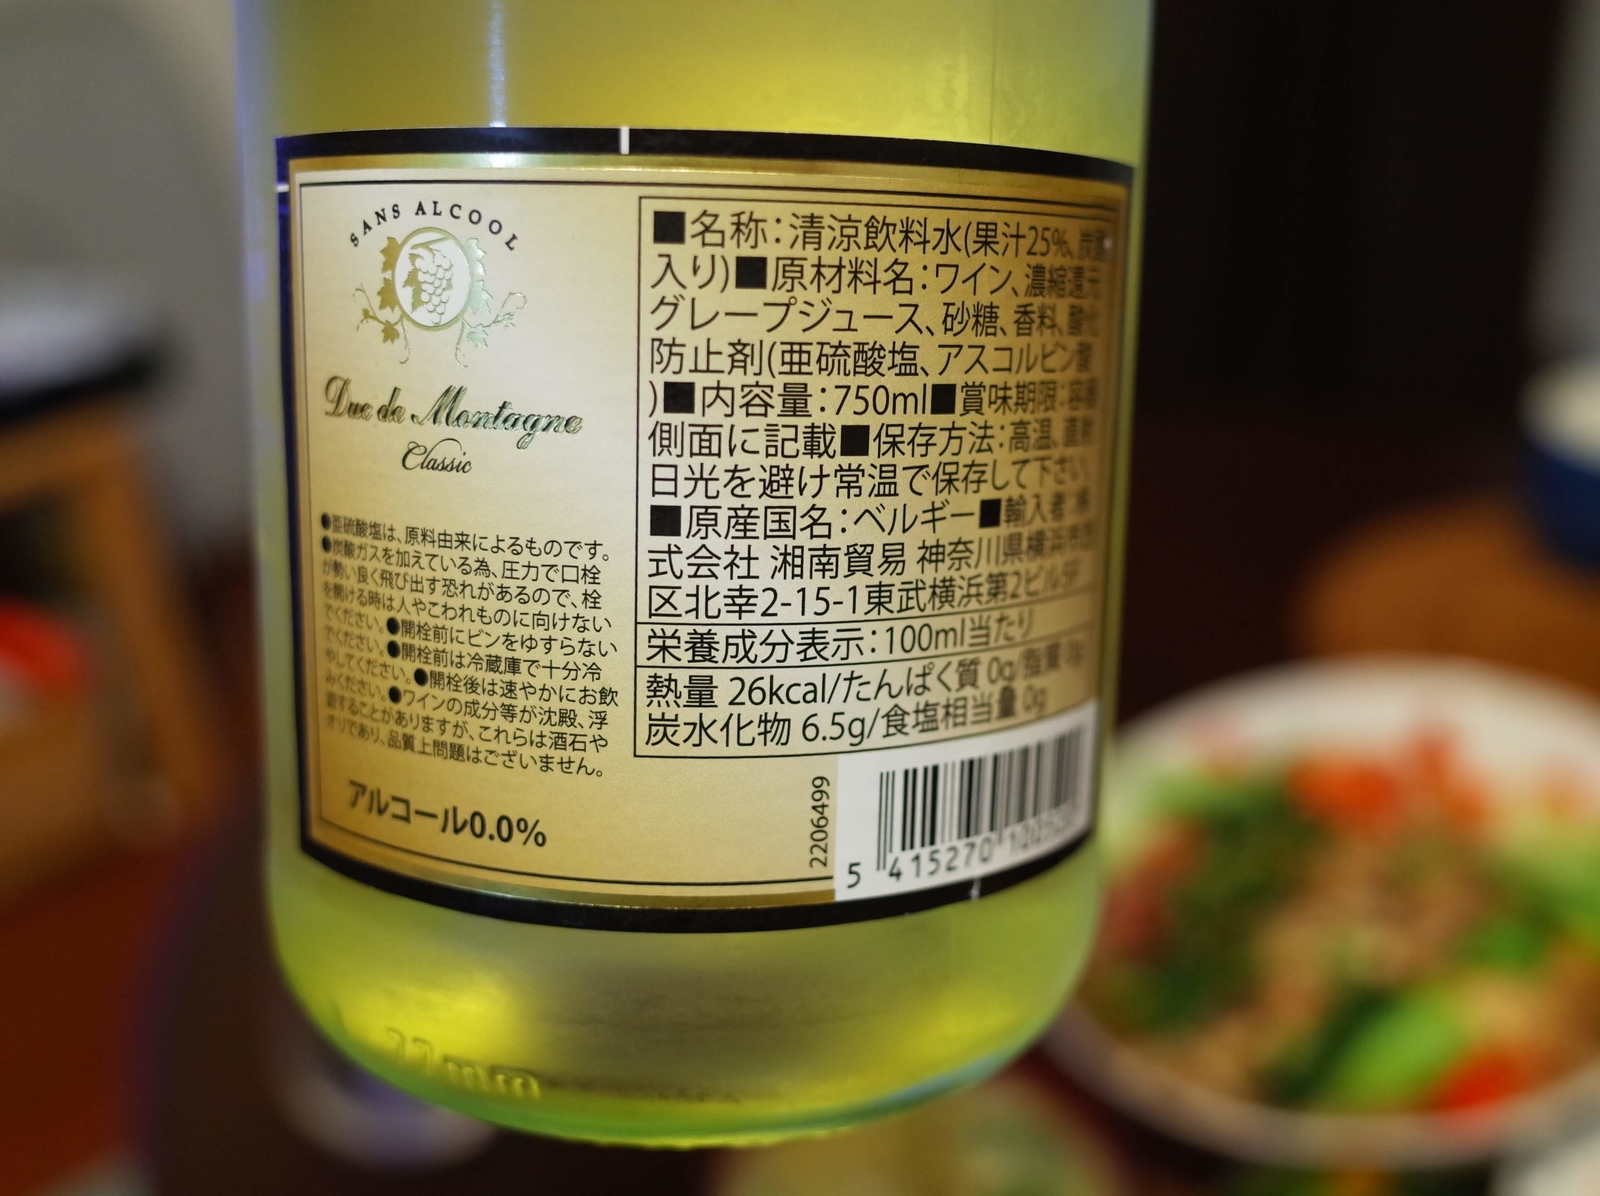 SANS ALCOOL
Duc de Montagne
Classic
●亜硫酸塩は、原料由来によるものです。
●炭酸ガスを加えている為、圧力で口栓
が勢い良く飛び出す恐れがあるので、栓
を開ける時は人やこわれものに向けない
でください。●開栓前にビンをゆすらない
でください。●開栓前は冷蔵庫で十分冷
やしてください。●開栓後は速やかにお飲
みください。●ワインの成分等が沈殿、浮
遊することがありますが、これらは酒石や
オリであり、品質上問題はございません。
アルコール0.0%
■名称:清涼飲料水(果汁25%、炭酸
入り)■原材料名:ワイン、濃縮還元
グレープジュース、砂糖、香料、酸化
防止剤(亜硫酸塩、アスコルビン酸
)■内容量:750ml■賞味期限:容器
側面に記載■保存方法:高温、直射
日光を避け常温で保存して下さい。
■原産国名:ベルギー■輸入者:株
式会社 湘南貿易 神奈川県横浜市西
区北幸2-15-1東武横浜第2ビル
栄養成分表示:100ml当たり
熱量 26kcal/たんぱく質 0g/脂質 0g
炭水化物 6.5g/食塩相当量 0g
2206499
5 415270